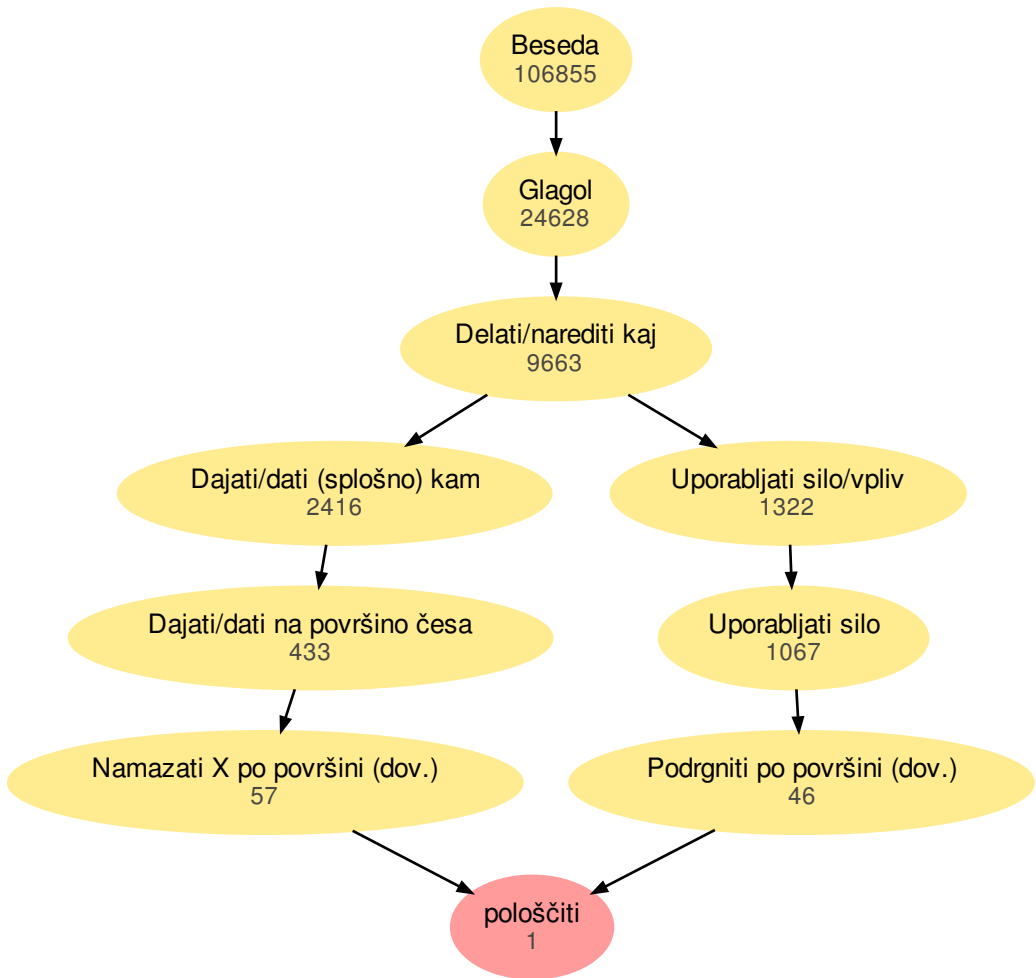 Beseda
106855
Glagol
24628
Delati/narediti kaj
9663
Dajati/dati (splošno) kam
2416
Uporabljati silo/vpliv
1322
Dajati/dati na površino česa
433
Uporabljati silo
1067
Namazati X po površini (dov.)
57
Podrgniti po površini (dov.)
46
pološčiti
1